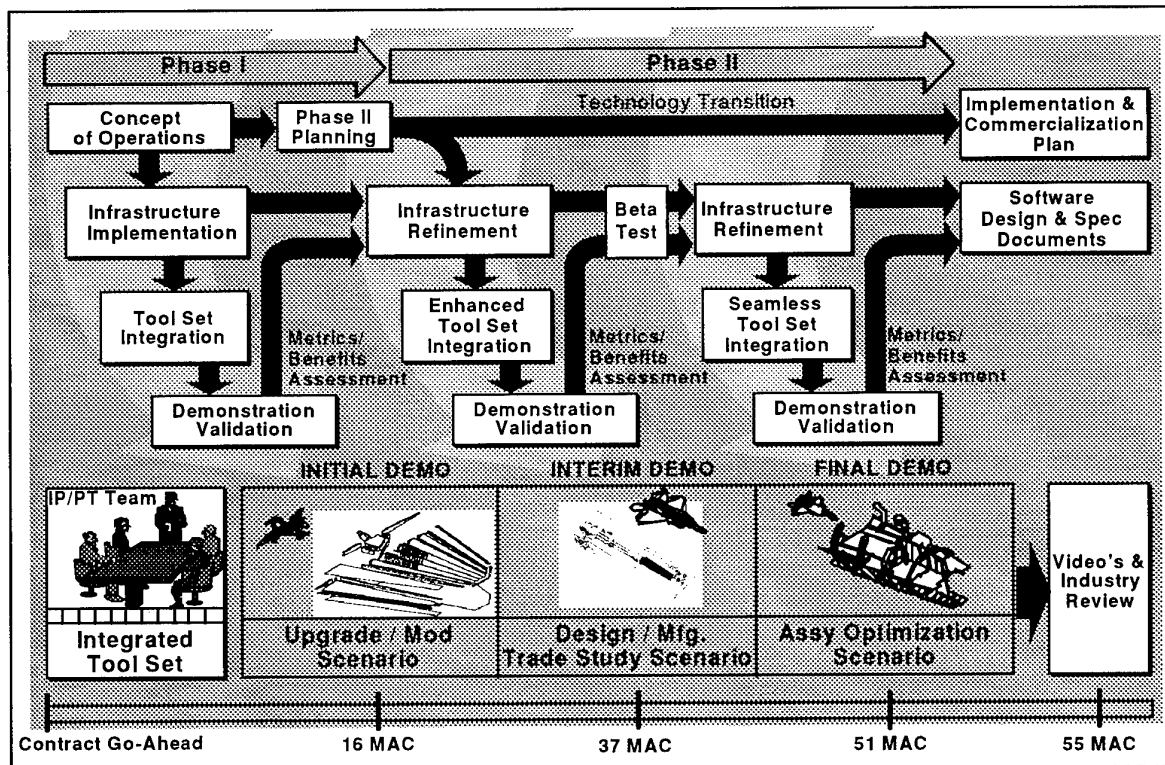 Phase I
Phase II
Technology Transition
Concept
of Operations
Phase II
Planning
Implementation &
Commercialization
Plan
Infrastructure
Implementation
Infrastructure
Refinement
Beta
Test
Infrastructure
Refinement
Software
Design & Spec
Documents
Tool Set
Integration
Metrics/
Benefits
Assessment
Enhanced
Tool Set
Integration
Metrics/
Benefits
Assessment
Seamless
Tool Set
Integration
Metrics/
Benefits
Assessment
Demonstration
Validation
Demonstration
Validation
Demonstration
Validation
INITIAL DEMO
INTERIM DEMO
FINAL DEMO
IP/PT Team
Integrated
Tool Set
Upgrade / Mod
Scenario
Design / Mfg.
Trade Study Scenario
Assy Optimization
Scenario
Video's &
Industry
Review
Contract Go-Ahead
16 MAC
37 MAC
51 MAC
55 MAC